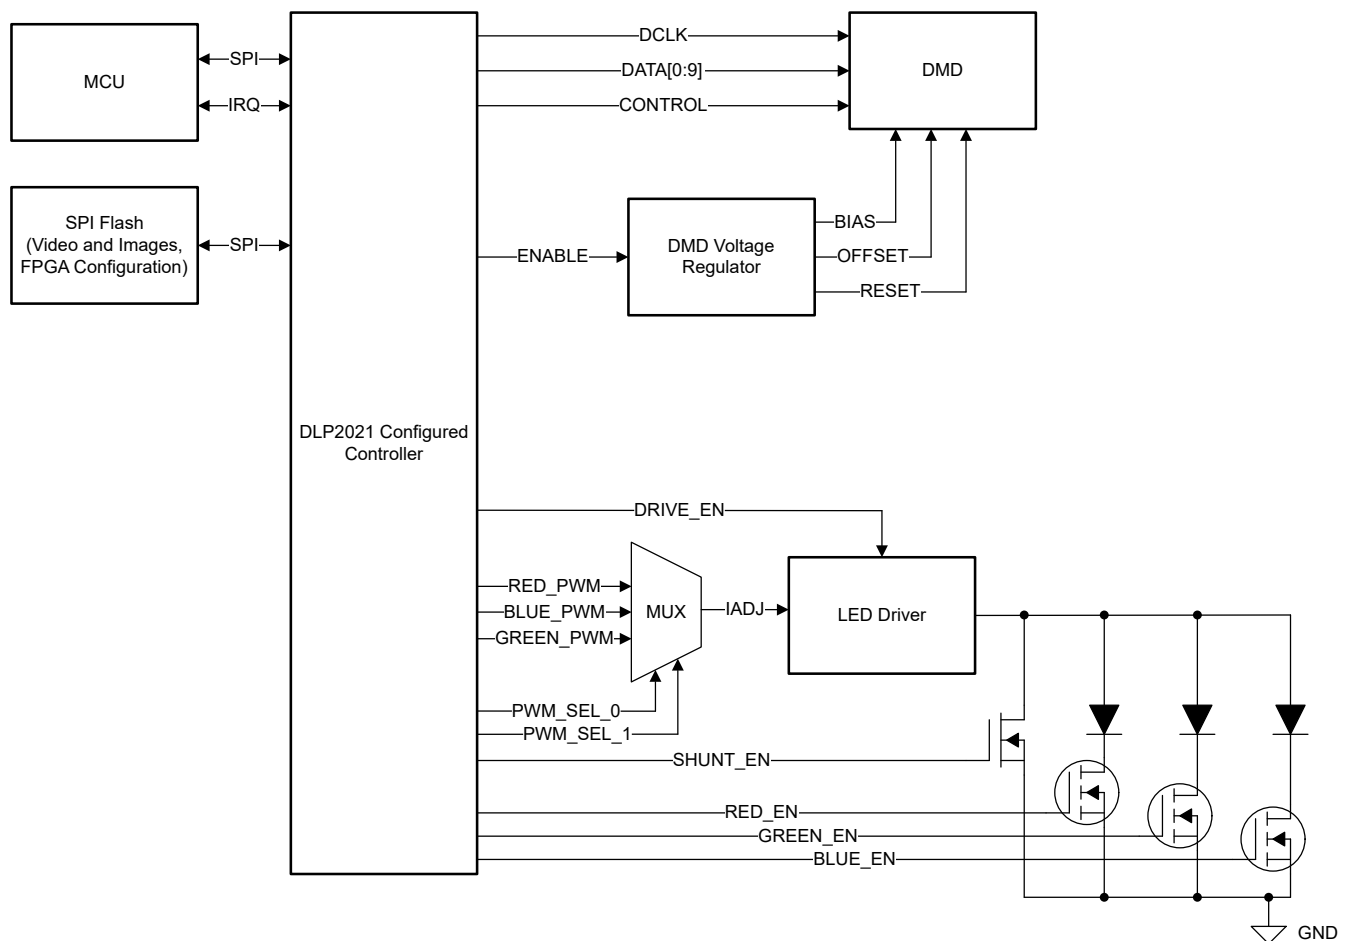 MCU
SPI
IRQ
SPI Flash
(Video and Images,
FPGA Configuration)
SPI
DLP2021 Configured
Controller
DCLK
DATA[0:9]
CONTROL
DMD
ENABLE
DMD Voltage
Regulator
BIAS
OFFSET
RESET
DRIVE_EN
RED_PWM
BLUE_PWM
GREEN_PWM
MUX
IADJ
LED Driver
PWM_SEL_0
PWM_SEL_1
SHUNT_EN
RED_EN
GREEN_EN
BLUE_EN
GND